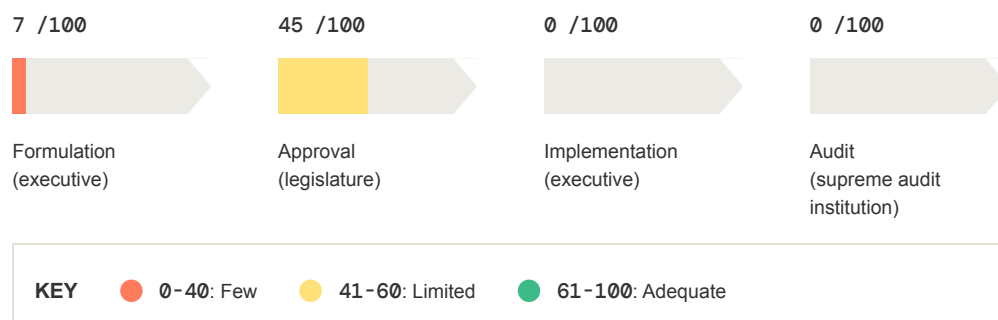 7 /100
45 /100
0 /100
0 /100
Formulation
(executive)
Approval
(legislature)
Implementation
(executive)
Audit
(supreme audit
institution)
KEY
0-40: Few
41-60: Limited
61-100: Adequate